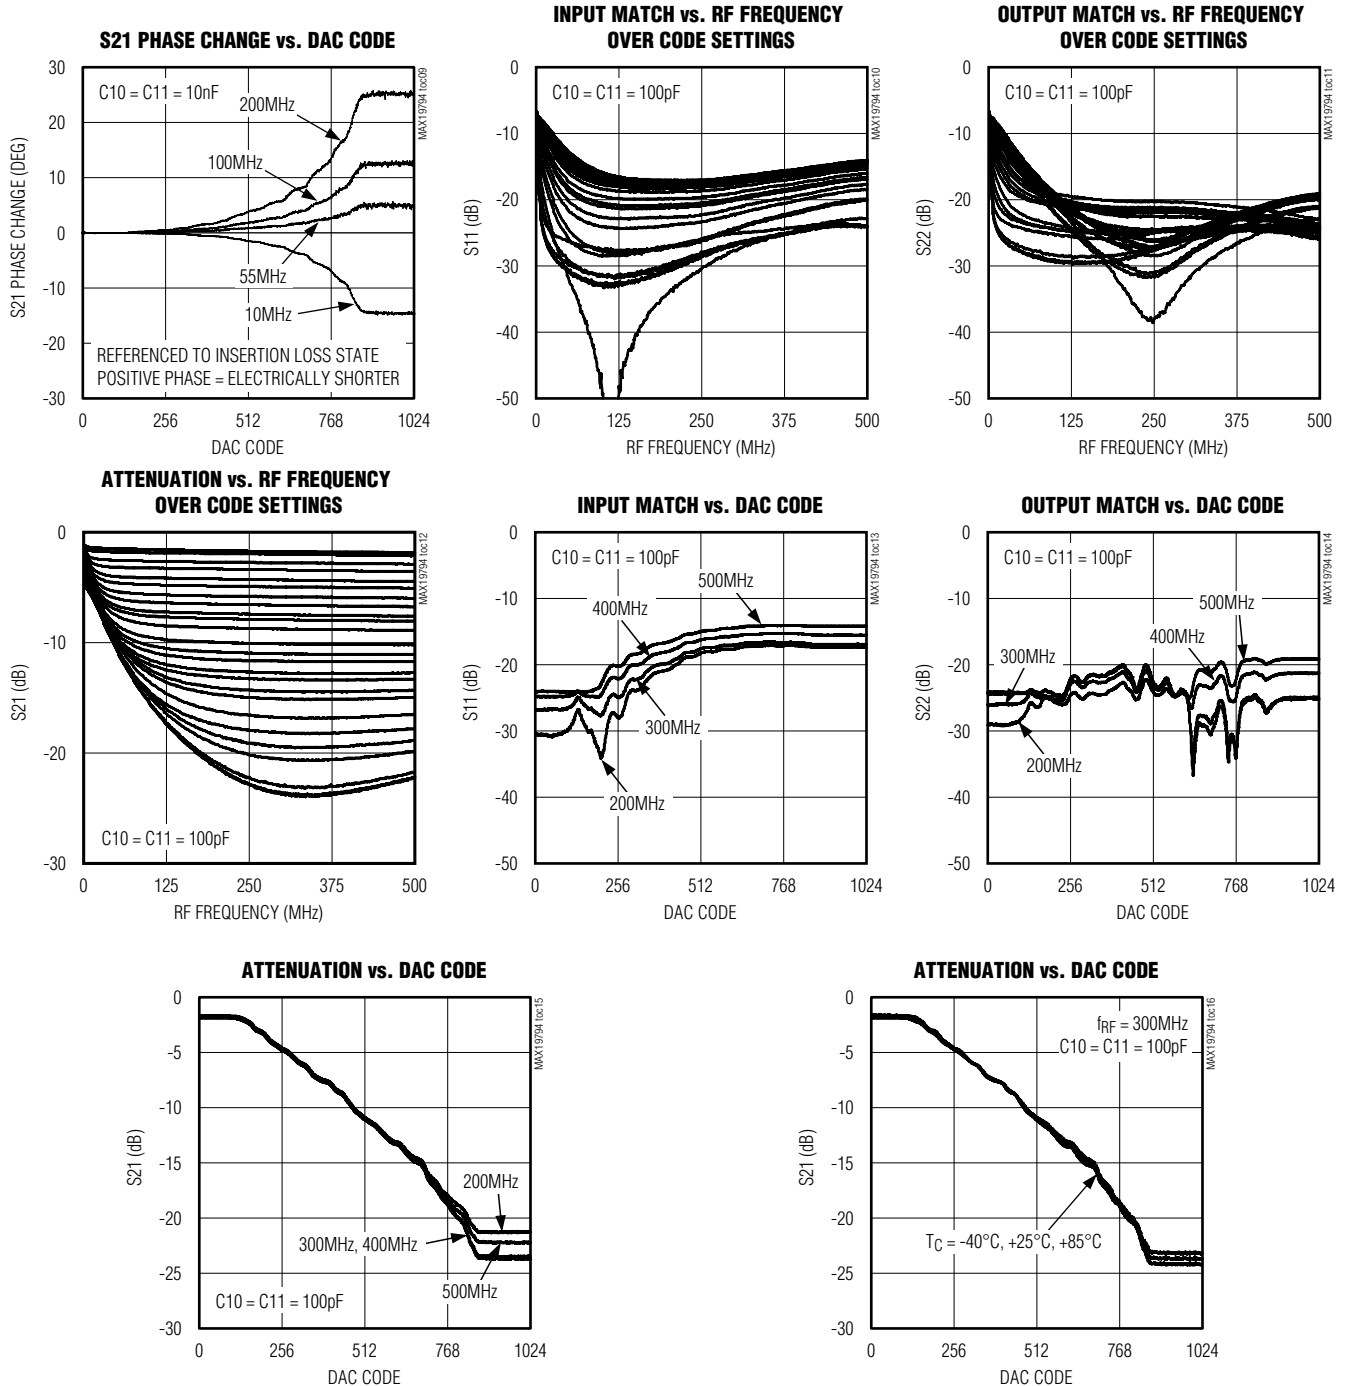 S21 PHASE CHANGE vs. DAC CODE
30
20
10
0
-10
-20
-30
S21 PHASE CHANGE (DEG)
C10 = C11 = 10nF
200MHz
100MHz
55MHz
10MHz
REFERENCED TO INSERTION LOSS STATE
POSITIVE PHASE = ELECTRICALLY SHORTER
MAX19794 toc09
0 256 512 768 1024
DAC CODE
INPUT MATCH vs. RF FREQUENCY
OVER CODE SETTINGS
0
-10
-20
-30
-40
-50
S11 (dB)
C10 = C11 = 100pF
MAX19794 toc10
0 125 250 375 500
RF FREQUENCY (MHz)
OUTPUT MATCH vs. RF FREQUENCY
OVER CODE SETTINGS
0
-10
-20
-30
-40
-50
S22 (dB)
C10 = C11 = 100pF
MAX19794 toc11
0 125 250 375 500
RF FREQUENCY (MHz)
ATTENUATION vs. RF FREQUENCY
OVER CODE SETTINGS
0
-10
-20
-30
S21 (dB)
C10 = C11 = 100pF
MAX19794 toc12
0 125 250 375 500
RF FREQUENCY (MHz)
INPUT MATCH vs. DAC CODE
0
-10
-20
-30
-40
-50
S11 (dB)
C10 = C11 = 100pF
500MHz
400MHz
300MHz
200MHz
MAX19794 toc13
0 256 512 768 1024
DAC CODE
OUTPUT MATCH vs. DAC CODE
0
-10
-20
-30
-40
-50
S22 (dB)
C10 = C11 = 100pF
500MHz
400MHz
300MHz
200MHz
MAX19794 toc14
0 256 512 768 1024
DAC CODE
ATTENUATION vs. DAC CODE
0
-5
-10
-15
-20
-25
-30
S21 (dB)
200MHz
300MHz, 400MHz
500MHz
C10 = C11 = 100pF
MAX19794 toc15
0 256 512 768 1024
DAC CODE
ATTENUATION vs. DAC CODE
0
-5
-10
-15
-20
-25
-30
S21 (dB)
fRF = 300MHz
C10 = C11 = 100pF
TC = -40°C, +25°C, +85°C
MAX19794 toc16
0 256 512 768 1024
DAC CODE